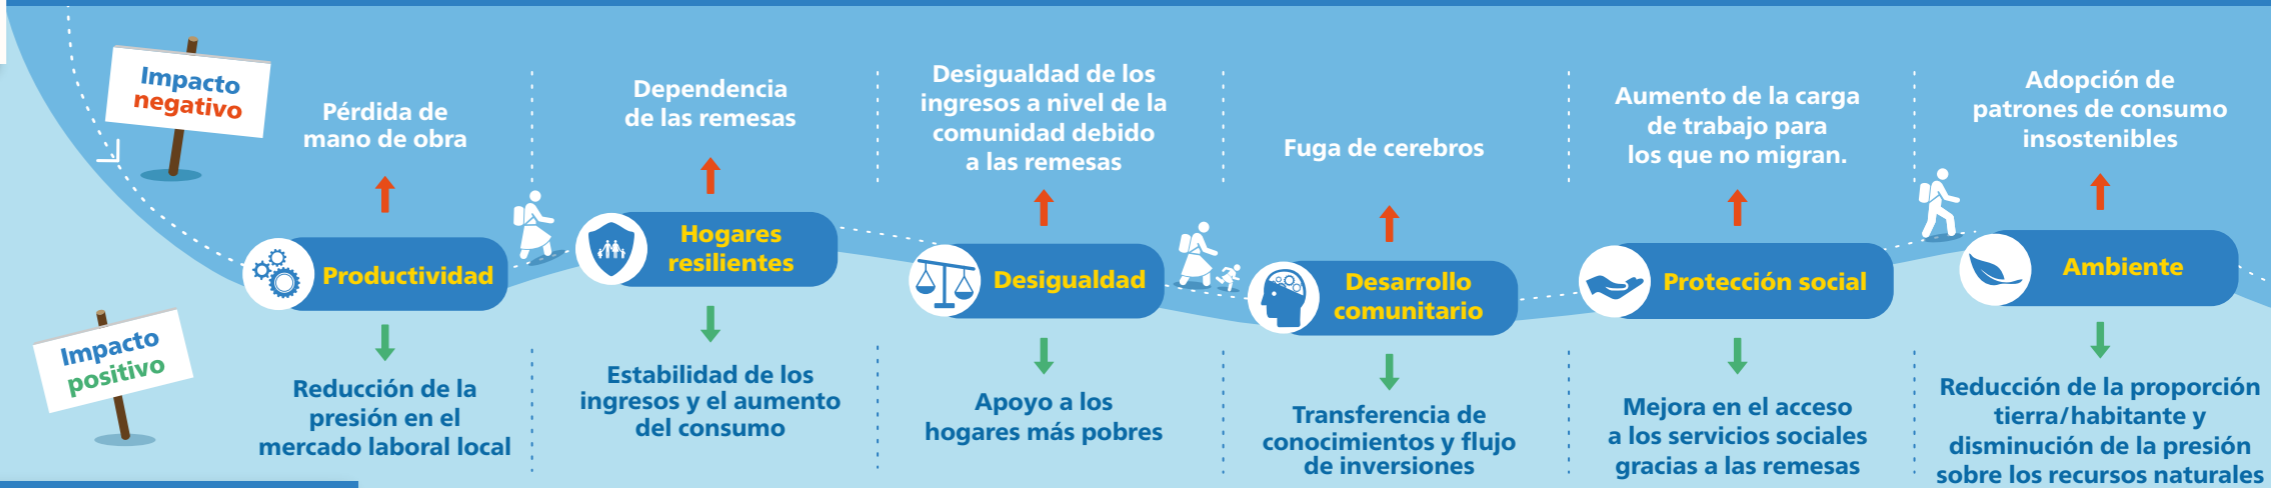 Impacto
negativo
Pérdida de
mano de obra
Dependencia
de las remesas
Desigualdad de los
ingresos a nivel de la
comunidad debido
a las remesas
Fuga de cerebros
Aumento de la carga
de trabajo para
los que no migran.
Adopción de
patrones de consumo
insostenibles
Productividad
Hogares
resilientes
Desigualdad
Desarrollo
comunitario
Protección social
Ambiente
Impacto
positivo
Reducción de la
presión en el
mercado laboral local
Estabilidad de los
ingresos y el aumento
del consumo
Apoyo a los
hogares más pobres
Transferencia de
conocimientos y flujo
de inversiones
Mejora en el acceso
a los servicios sociales
gracias a las remesas
Reducción de la proporción
tierra/habitante y
disminución de la presión
sobre los recursos naturales